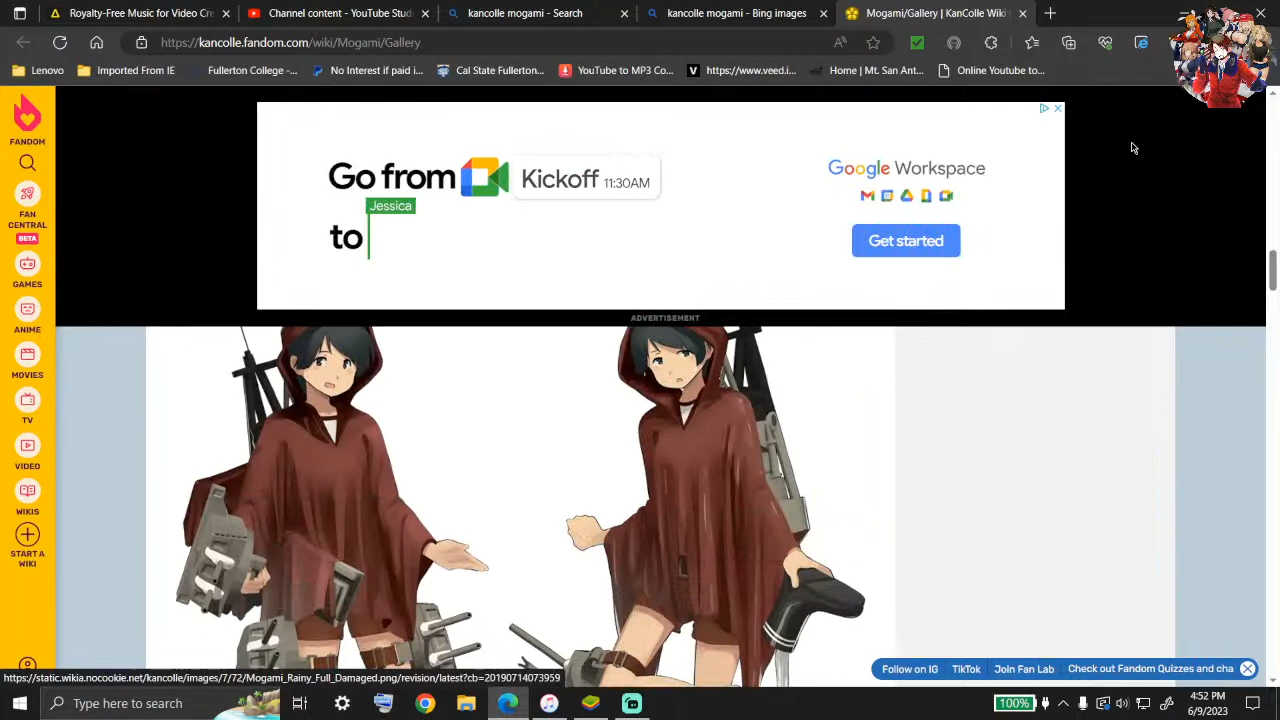 Royalty-Free Music for Video Cre
Channel content - YouTube Stud
kancolle mogami - Search
kancolle mogami - Bing images
Mogami/Gallery | KanColle Wiki |
https://kancolle.fandom.com/wiki/Mogami/Gallery
Lenovo
Imported From IE
Fullerton College -...
No Interest if paid i...
Cal State Fullerton...
YouTube to MP3 Co...
https://www.veed.i...
Home | Mt. San Ant...
Online Youtube to...
FANDOM
FAN CENTRAL
BETA
GAMES
ANIME
MOVIES
TV
VIDEO
WIKIS
START A WIKI
Go from Kickoff 11:30AM
Jessica
to
Google Workspace
Get started
ADVERTISEMENT
Follow on IG
TikTok
Join Fan Lab
Check out Fandom Quizzes and cha
https://static.wikia.nocookie.net/kancolle/images/7/72/Mogami_Rainy_Full_Damaged.png/revision/latest?cb=20190714073959
Type here to search
100%
4:52 PM
6/9/2023